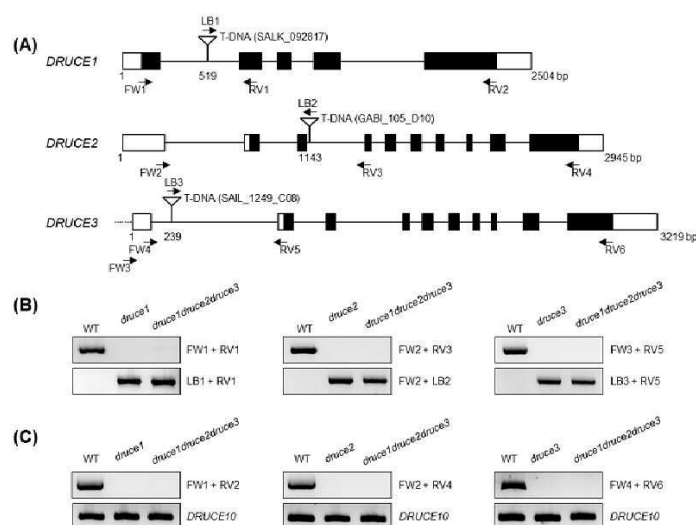 (A)
LB1
T-DNA (SALK_092817)
DRUCE1
1
519
2504 bp
FW1
RV1
RV2
LB2
T-DNA (GABI_105_D10)
DRUCE2
1
1143
2945 bp
FW2
RV3
RV4
LB3
T-DNA (SAIL_1249_C08)
DRUCE3
1
239
3219 bp
FW4
RV5
RV6
FW3
(B)
WT druce1 druce1druce2druce3
FW1 + RV1
LB1 + RV1
WT druce2 druce1druce2druce3
FW2 + RV3
FW2 + LB2
WT druce3 druce1druce2druce3
FW3 + RV5
LB3 + RV5
(C)
WT druce1 druce1druce2druce3
FW1 + RV2
DRUCE10
WT druce2 druce1druce2druce3
FW2 + RV4
DRUCE10
WT druce3 druce1druce2druce3
FW4 + RV6
DRUCE10